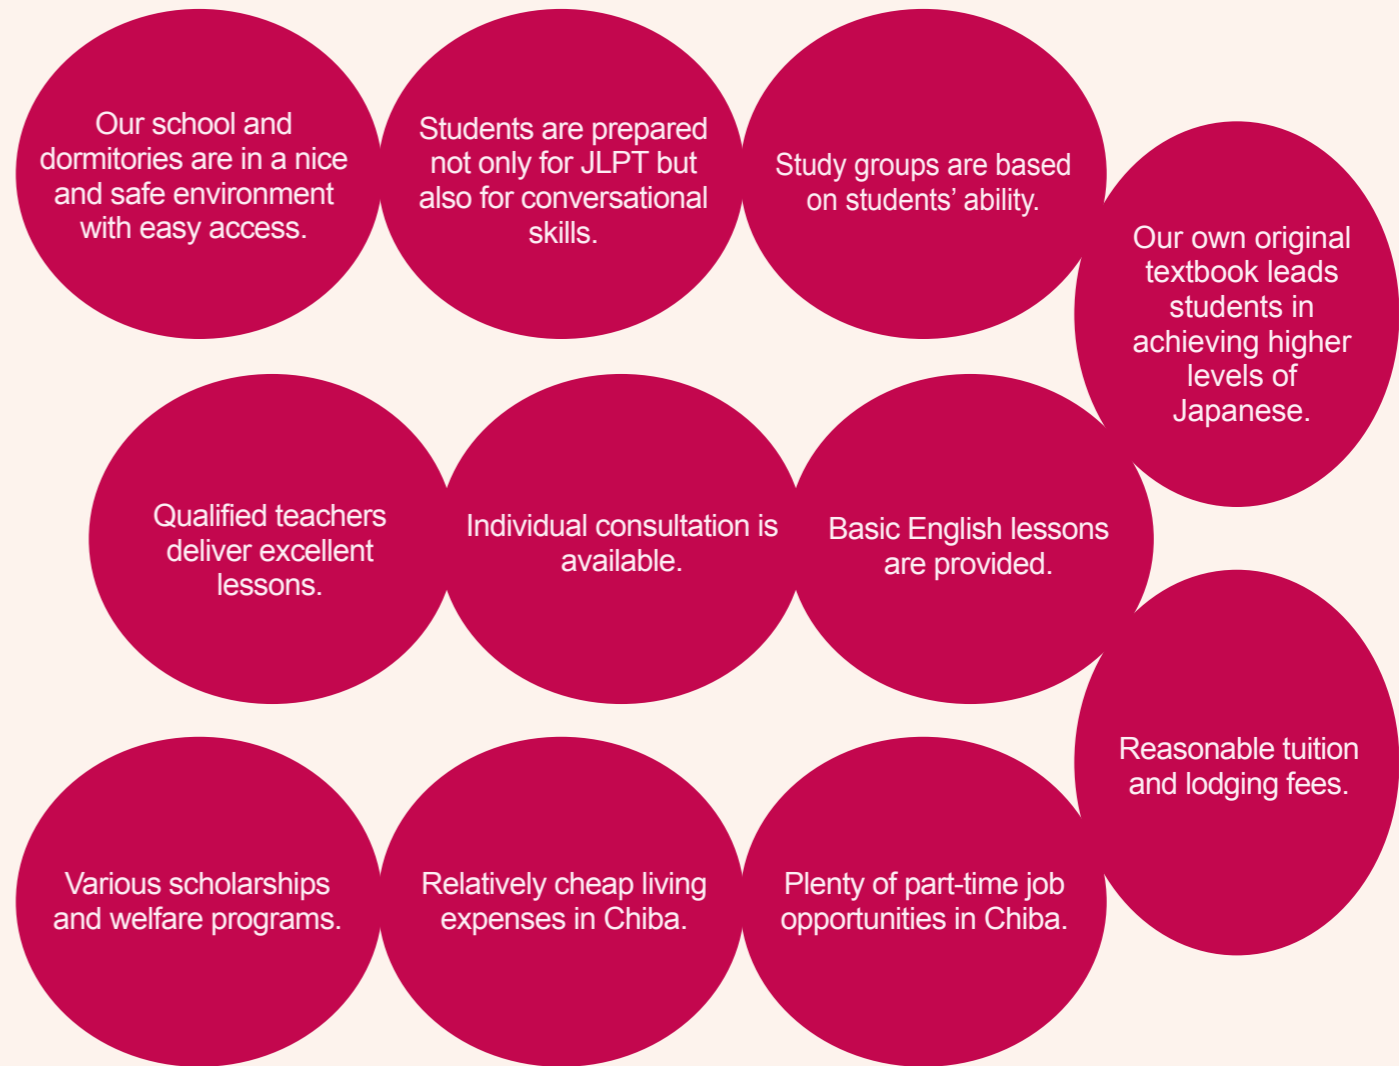 Our school and
dormitories are in a nice
and safe environment
with easy access.
Students are prepared
not only for JLPT but
also for conversational
skills.
Study groups are based
on students’ ability.
Our own original
textbook leads
students in
achieving higher
levels of
Japanese.
Qualified teachers
deliver excellent
lessons.
Individual consultation is
available.
Basic English lessons
are provided.
Reasonable tuition
and lodging fees.
Various scholarships
and welfare programs.
Relatively cheap living
expenses in Chiba.
Plenty of part-time job
opportunities in Chiba.